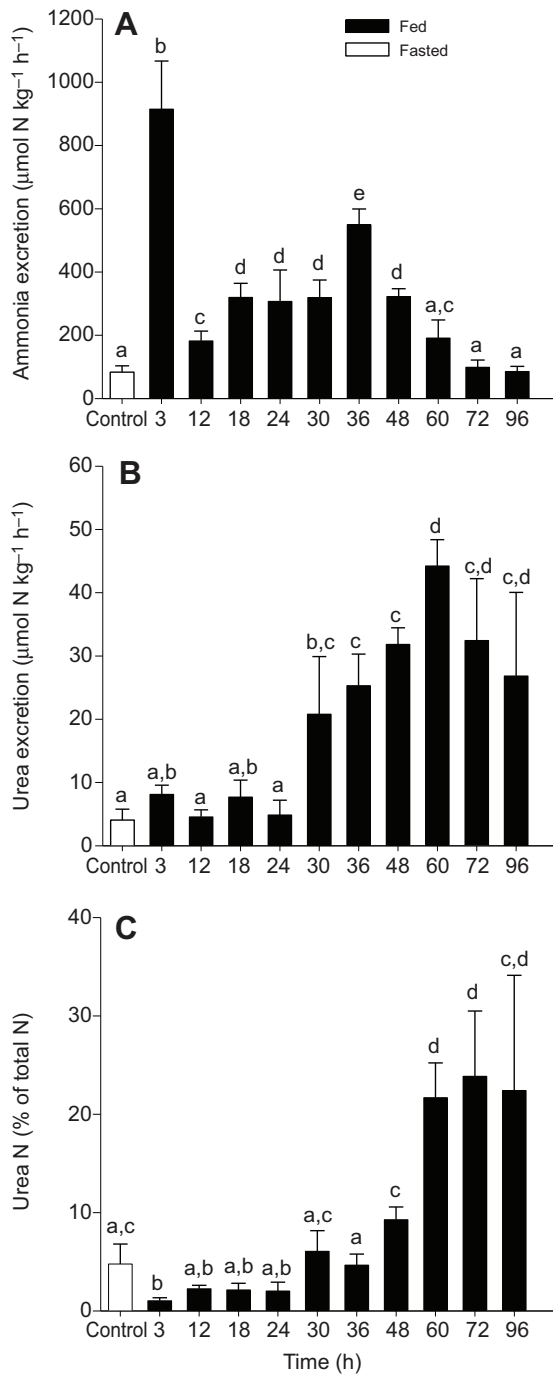 A
Fed
Fasted
Ammonia excretion (μmol N kg⁻¹ h⁻¹)
1200
1000
800
600
400
200
0
a
b
c
d
d
d
e
d
a,c
a
a
Control 3 12 18 24 30 36 48 60 72 96
B
Urea excretion (μmol N kg⁻¹ h⁻¹)
60
50
40
30
20
10
0
a
a,b
a
a,b
a
b,c
c
c
d
c,d
c,d
Control 3 12 18 24 30 36 48 60 72 96
C
Urea N (% of total N)
40
30
20
10
0
a,c
b
a,b
a,b
a,b
a,c
a
c
d
d
c,d
Control 3 12 18 24 30 36 48 60 72 96
Time (h)